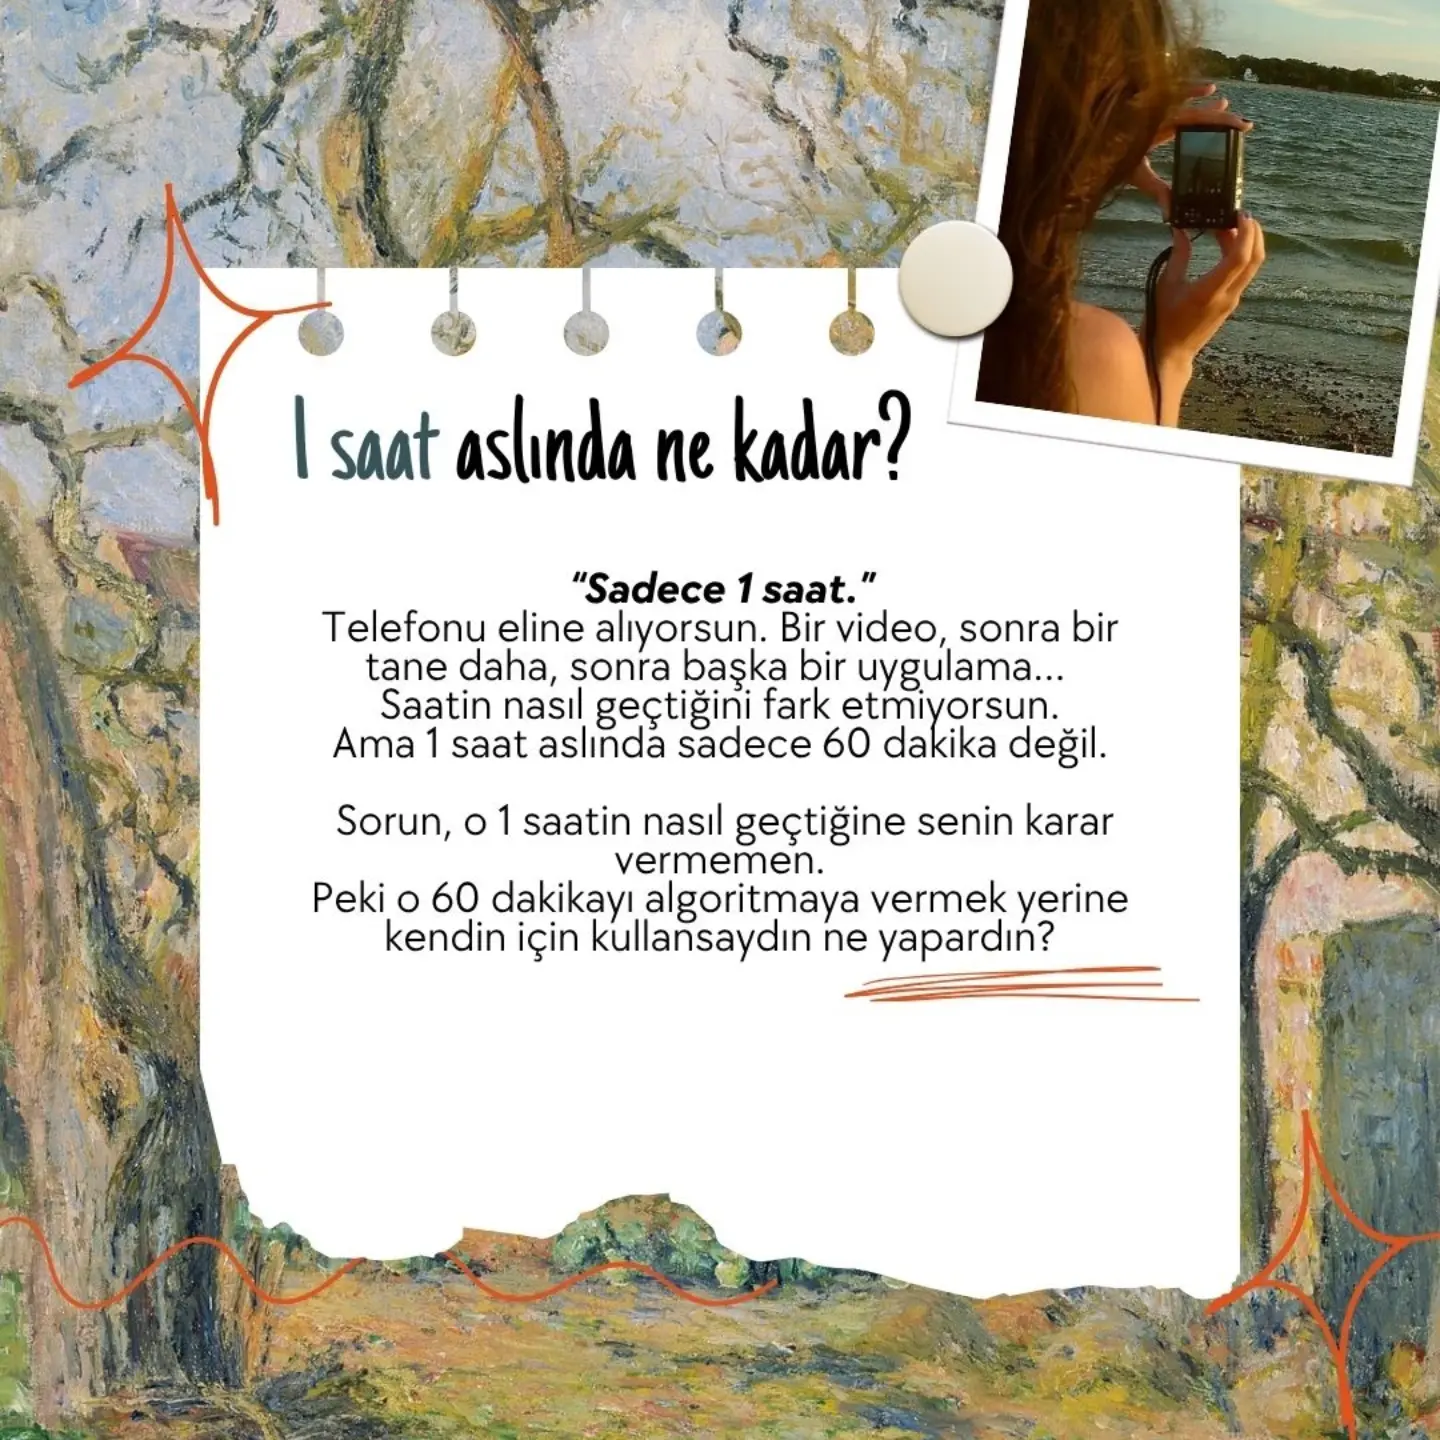 1 saat aslında ne kadar?
“Sadece 1 saat.”
Telefonu eline alıyorsun. Bir video, sonra bir
tane daha, sonra başka bir uygulama...
Saatin nasıl geçtiğini fark etmiyorsun.
Ama 1 saat aslında sadece 60 dakika değil.
Sorun, o 1 saatin nasıl geçtiğine senin karar
vermemen.
Peki o 60 dakikayı algoritmaya vermek yerine
kendin için kullansaydın ne yapardın?